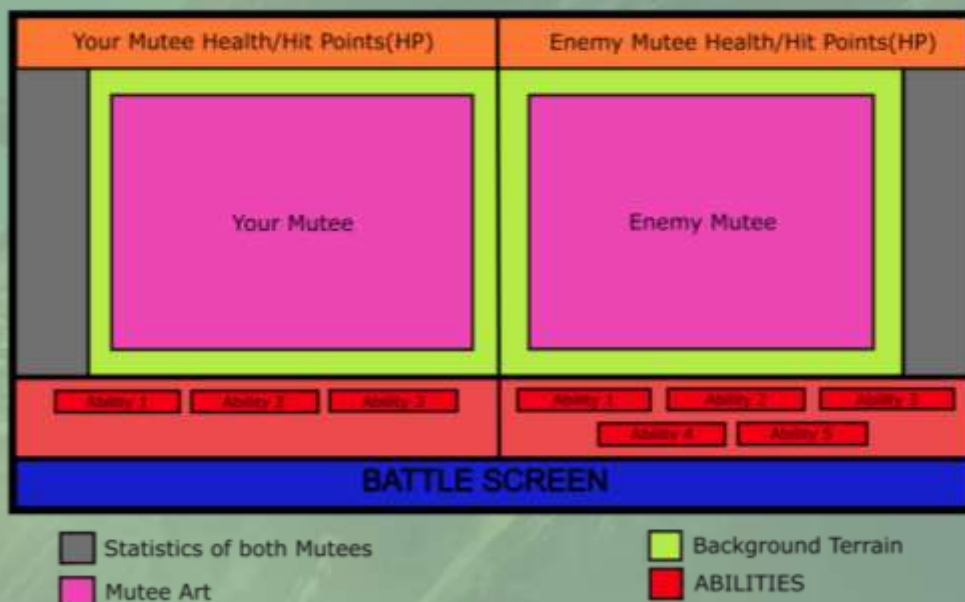 Your Mutee Health/Hit Points(HP)
Enemy Mutee Health/Hit Points(HP)
Your Mutee
Enemy Mutee
Ability 1 Ability 2 Ability 3
Ability 1 Ability 2 Ability 3
Ability 4 Ability 5
BATTLE SCREEN
Statistics of both Mutees
Background Terrain
Mutee Art
ABILITIES